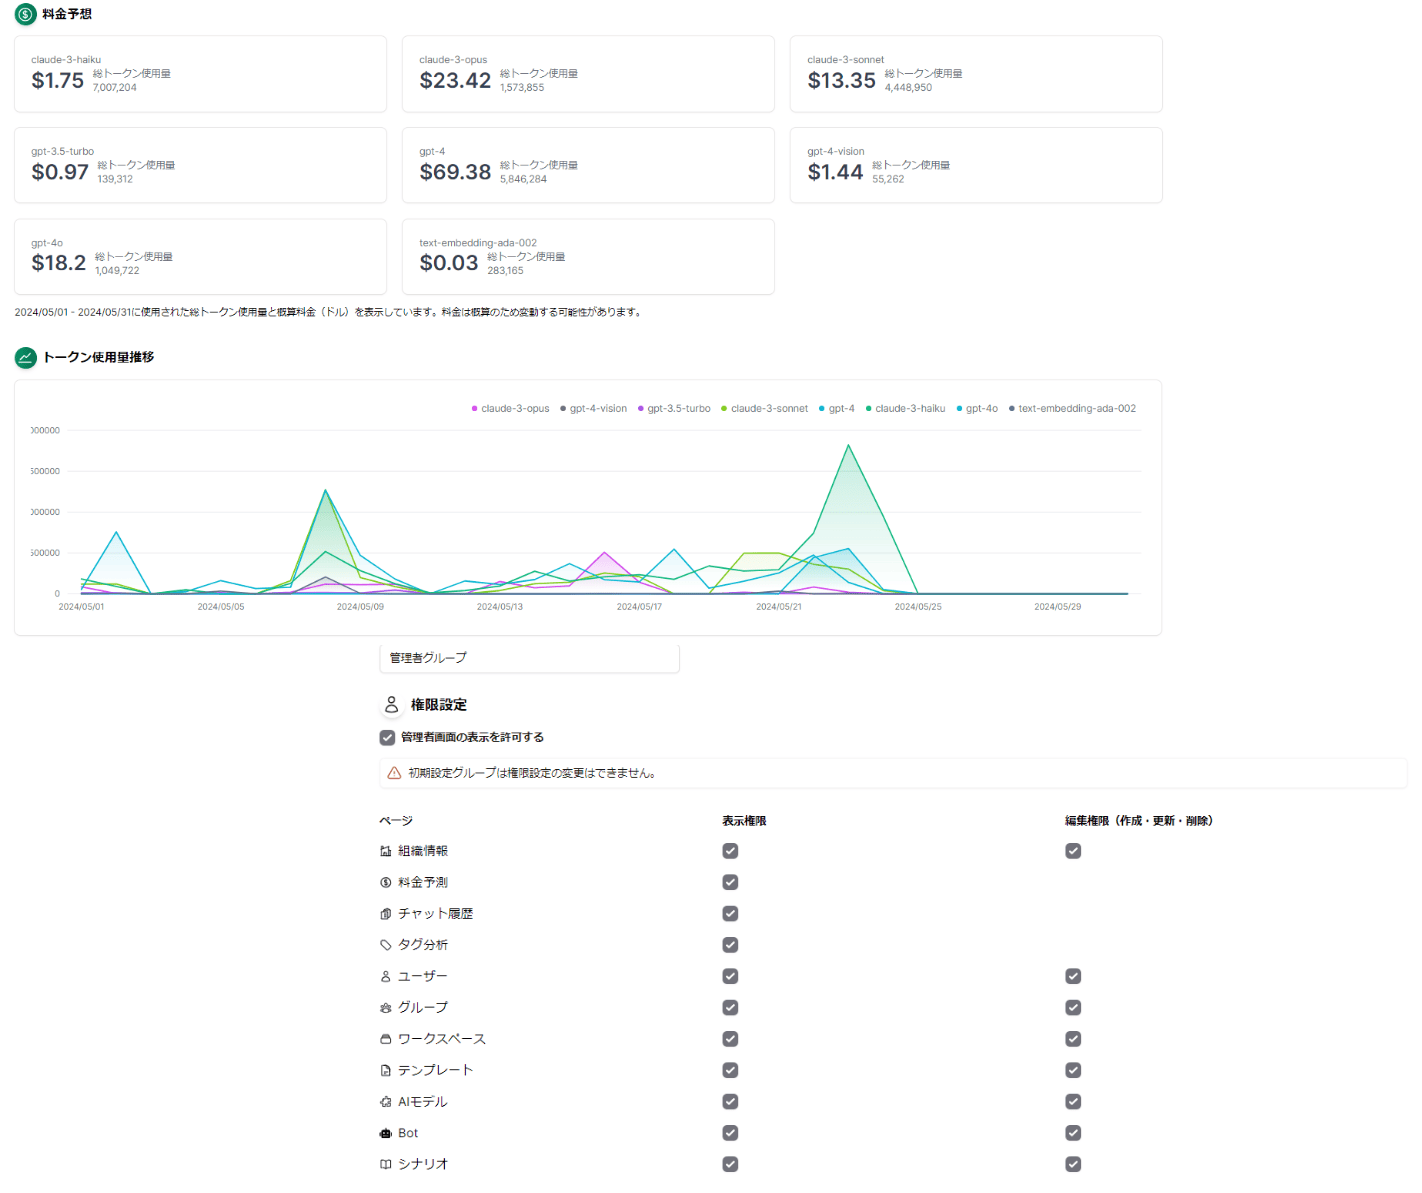 料金予想
claude-3-haiku
$1.75 総トークン使用量
7,007,204
claude-3-opus
$23.42 総トークン使用量
1,573,855
claude-3-sonnet
$13.35 総トークン使用量
4,448,950
gpt-3.5-turbo
$0.97 総トークン使用量
139,312
gpt-4
$69.38 総トークン使用量
5,846,284
gpt-4-vision
$1.44 総トークン使用量
55,262
gpt-4o
$18.2 総トークン使用量
1,049,722
text-embedding-ada-002
$0.03 総トークン使用量
283,165
2024/05/01 - 2024/05/31に使用された総トークン使用量と概算料金（ドル）を表示しています。料金は概算のため変動する可能性があります。
トークン使用量推移
claude-3-opus gpt-4-vision gpt-3.5-turbo claude-3-sonnet gpt-4 claude-3-haiku gpt-4o text-embedding-ada-002
000000
500000
000000
500000
0
2024/05/01 2024/05/05 2024/05/09 2024/05/13 2024/05/17 2024/05/21 2024/05/25 2024/05/29
管理者グループ
権限設定
管理者画面の表示を許可する
初期設定グループは権限設定の変更はできません。
ページ 表示権限 編集権限（作成・更新・削除）
組織情報
料金予測
チャット履歴
タグ分析
ユーザー
グループ
ワークスペース
テンプレート
AIモデル
Bot
シナリオ